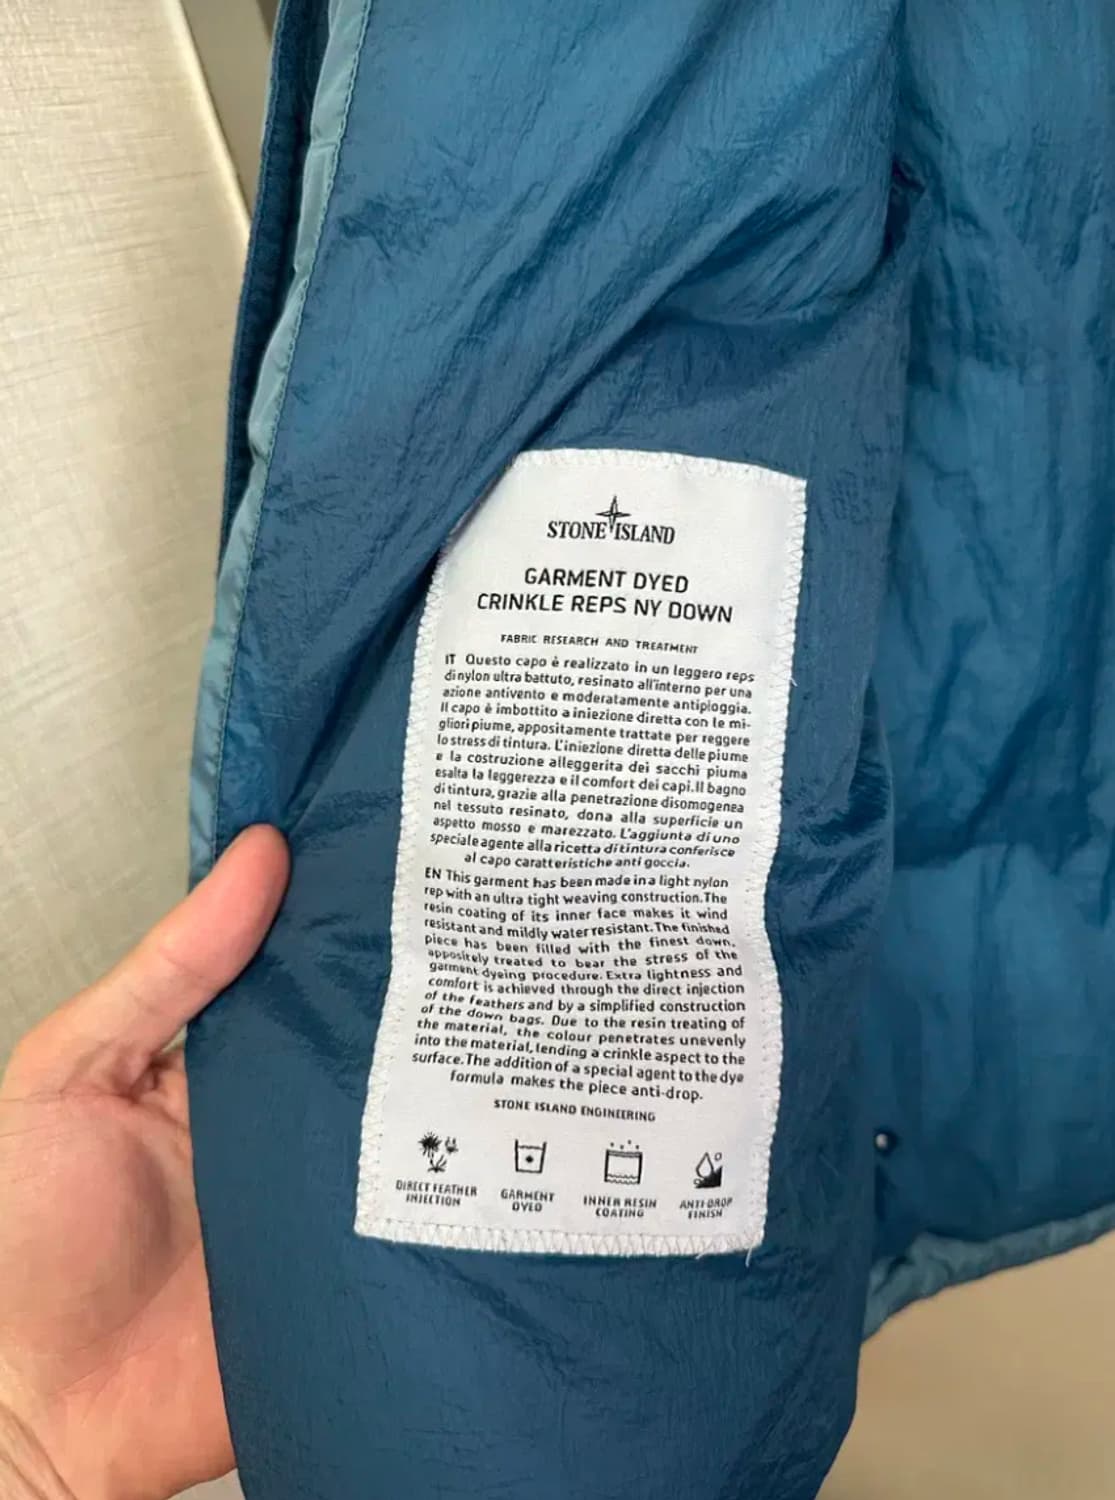 STONE ISLAND
GARMENT DYED
CRINKLE REPS NY DOWN
FABRIC RESEARCH AND TREATMENT
IT Questo capo è realizzato in un leggero reps
di nylon ultra battuto, resinato all'interno per una
azione antivento e moderatamente antipioggia.
Il capo è imbottito a iniezione diretta con le mi-
gliori piume, appositamente trattate per reggere
lo stress di tintura. L'iniezione diretta delle piume
e la costruzione alleggerita dei sacchi piuma
esalta la leggerezza e il comfort dei capi. Il bagno
di tintura, grazie alla penetrazione disomogenea
nel tessuto resinato, dona alla superficie un
aspetto mosso e marezzato. L'aggiunta di uno
speciale agente alla ricetta di tintura conferisce
al capo caratteristiche anti goccia.
EN This garment has been made in a light nylon
rep with an ultra tight weaving construction. The
resin coating of its inner face makes it wind
resistant and mildly water resistant. The finished
piece has been filled with the finest down,
appositely treated to bear the stress of the
garment dyeing procedure. Extra lightness and
comfort is achieved through the direct injection
of the feathers and by a simplified construction
of the down bags. Due to the resin treating of
the material, the colour penetrates unevenly
into the material, lending a crinkle aspect to the
surface. The addition of a special agent to the dye
formula makes the piece anti-drop.
STONE ISLAND ENGINEERING
DIRECT FEATHER
INJECTION
GARMENT
DYED
INNER RESIN
COATING
ANTI-DROP
FINISH